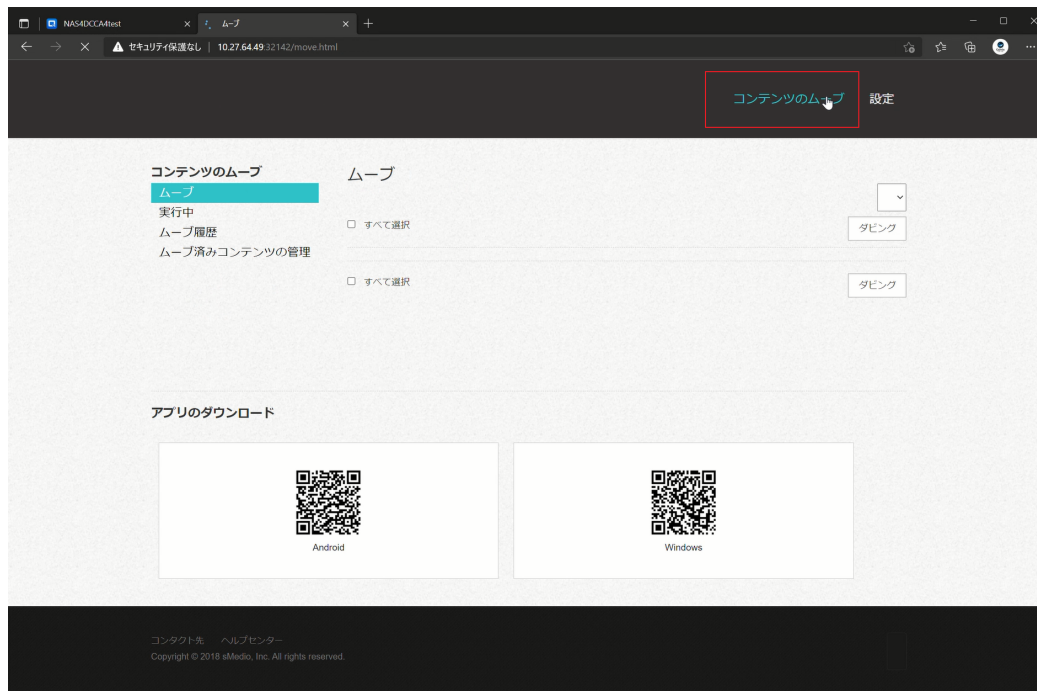 NAS4DCCA4test
ムーブ
セキュリティ保護なし 10.27.64.49:32142/move.html
コンテンツのムーブ 設定
コンテンツのムーブ
ムーブ
実行中
ムーブ履歴
ムーブ済みコンテンツの管理
ムーブ
すべて選択
ダビング
すべて選択
ダビング
アプリのダウンロード
Android
Windows
コンタクト先 ヘルプセンター
Copyright © 2018 sMedio, Inc. All rights reserved.